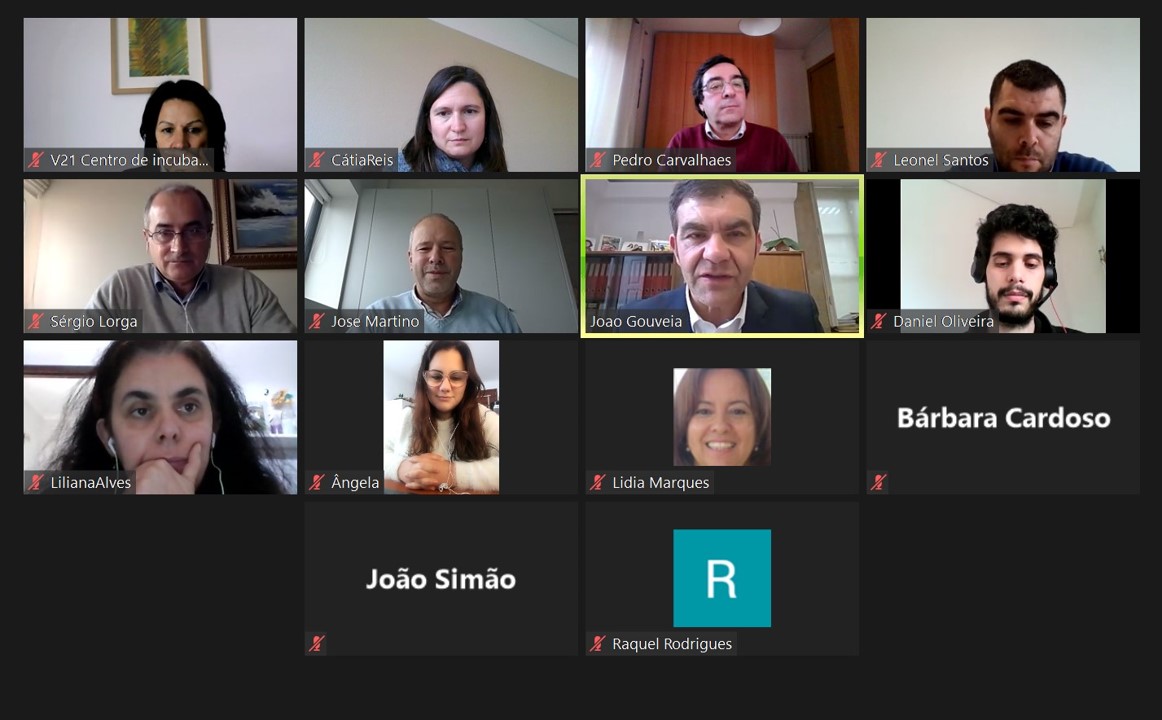 V21 Centro de incuba...
CátiaReis
Pedro Carvalhaes
Leonel Santos
Sérgio Lorga
Jose Martino
Joao Gouveia
Daniel Oliveira
LilianaAlves
Ângela
Lidia Marques
Bárbara Cardoso
João Simão
R
Raquel Rodrigues